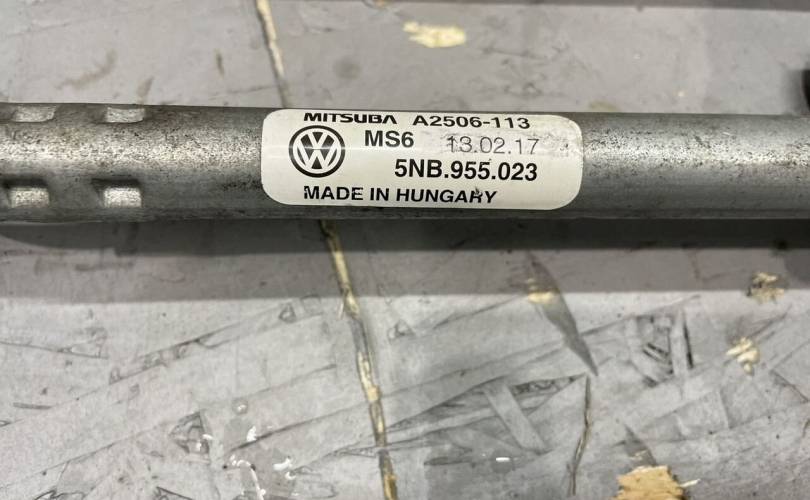 MITSUBA A2506-113
MS6 13.02.17
5NB.955.023
MADE IN HUNGARY